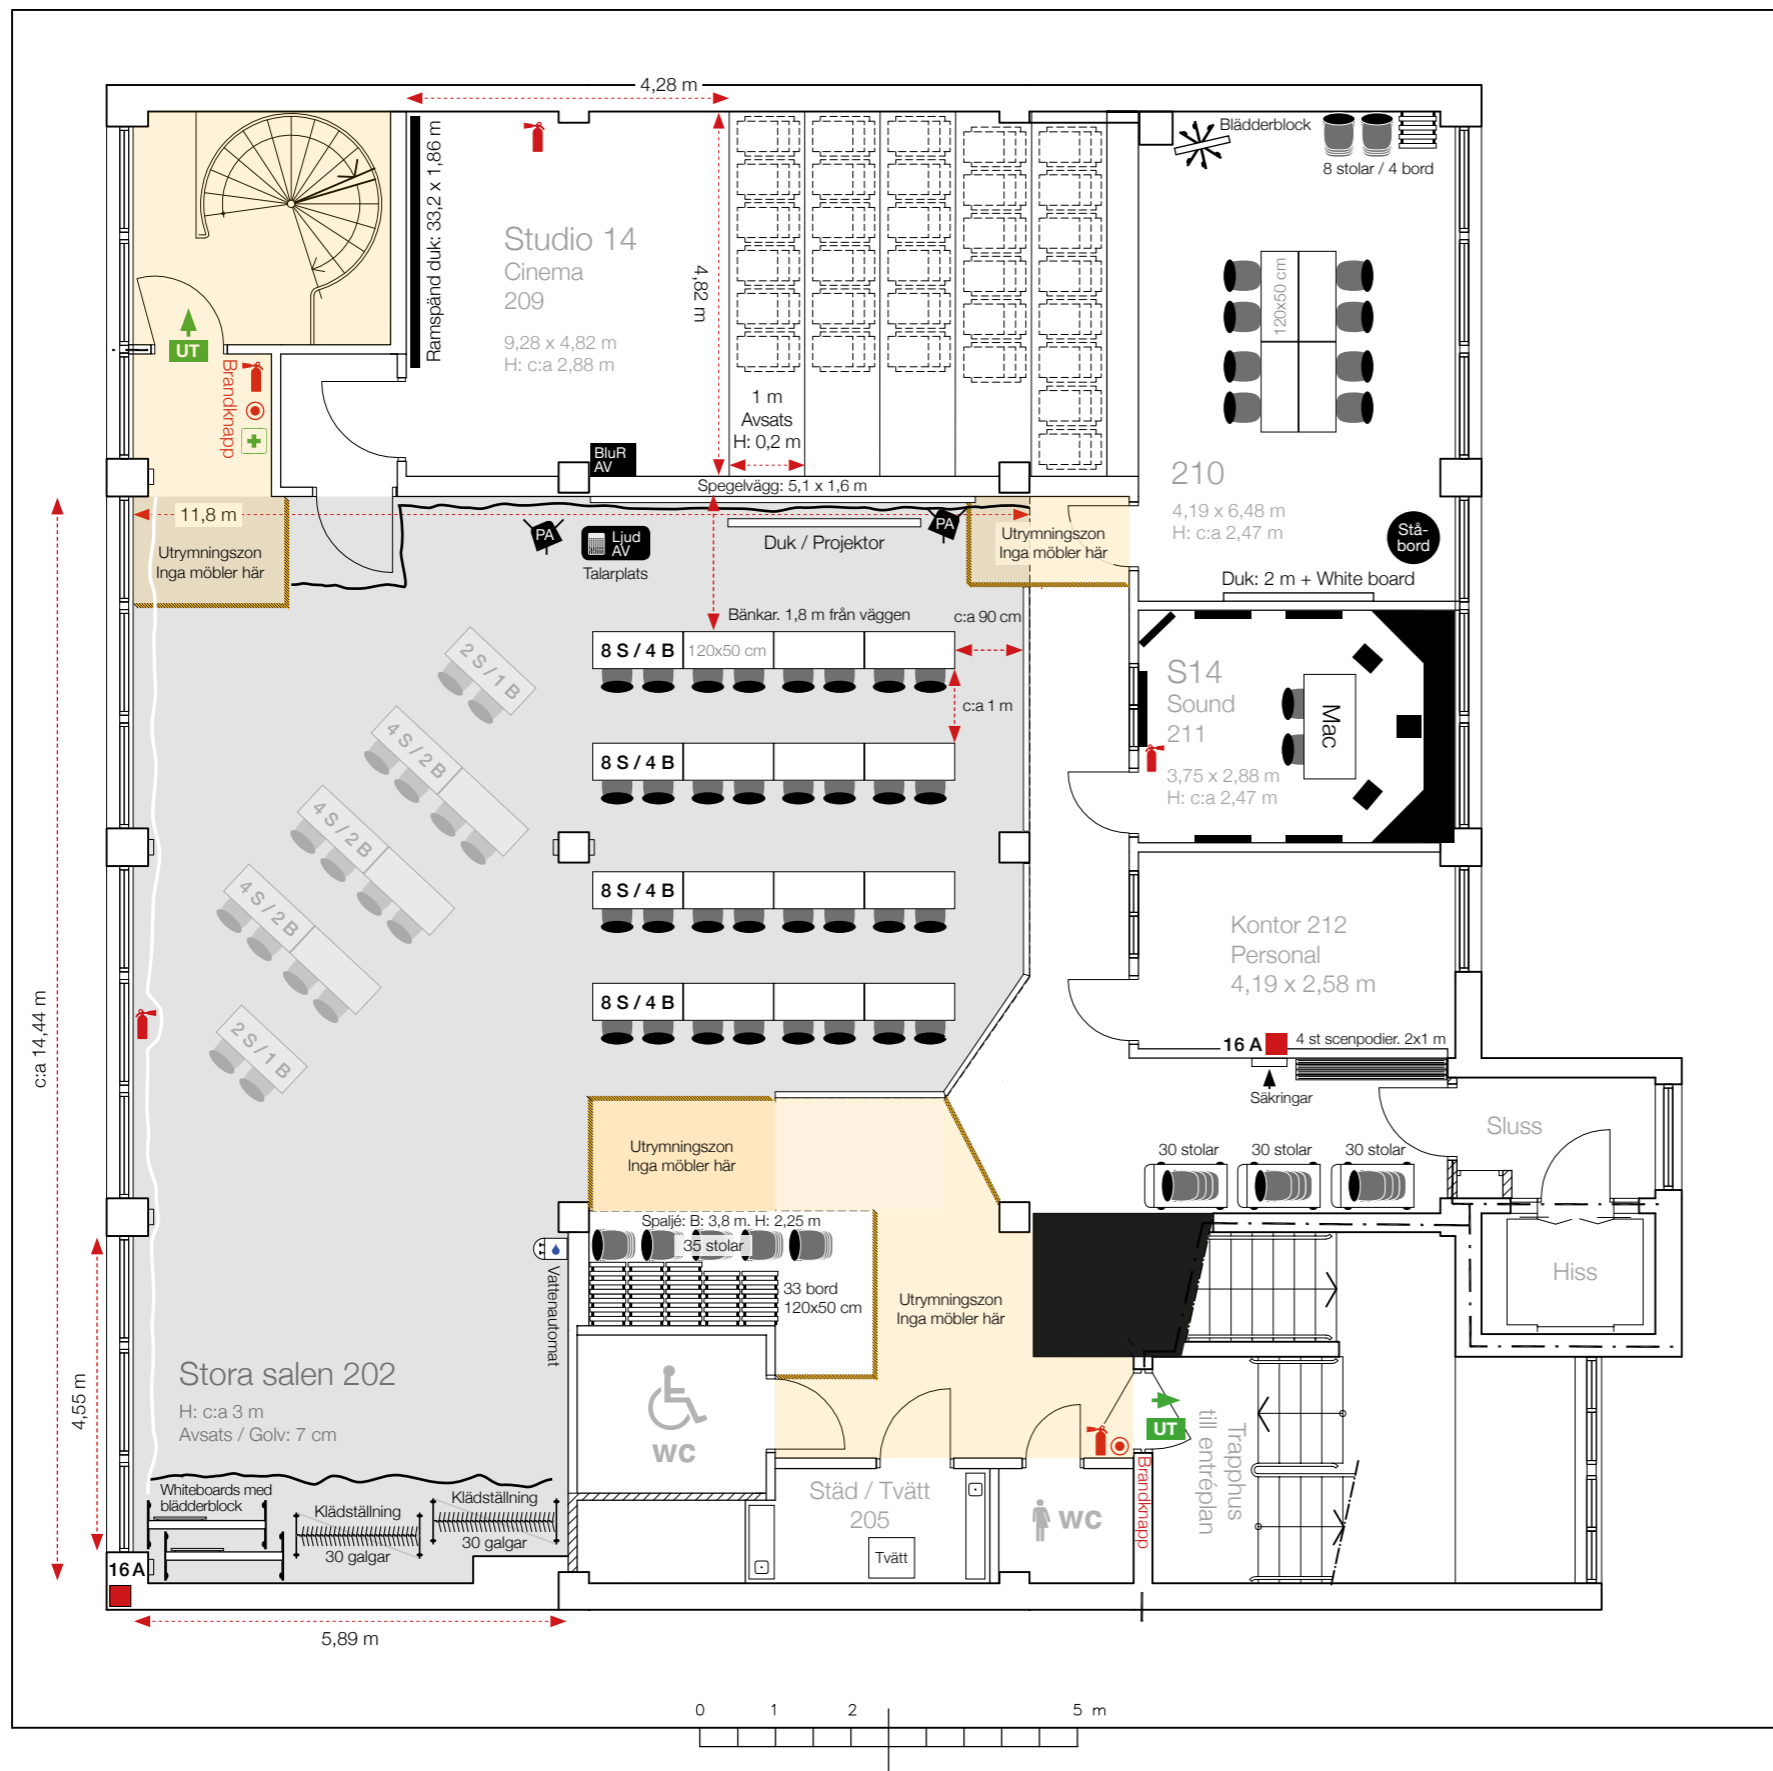 4,28 m
Ramspänd duk: 33,2 x 1,86 m
Studio 14
Cinema
209
9,28 x 4,82 m
H: c:a 2,88 m
4,82 m
1 m
Avsats
H: 0,2 m
BluR
AV
Spegelvägg: 5,1 x 1,6 m
Blädderblock
8 stolar / 4 bord
120x50 cm
210
4,19 x 6,48 m
H: c:a 2,47 m
Stå-
bord
Duk: 2 m + White board
UT
Brandknapp
11,8 m
Utrymningszon
Inga möbler här
PA
Ljud
AV
Talarplats
Duk / Projektor
PA
Utrymningszon
Inga möbler här
Bänkar. 1,8 m från väggen
c:a 90 cm
8 S / 4 B
120x50 cm
c:a 1 m
8 S / 4 B
8 S / 4 B
8 S / 4 B
2 S / 1 B
4 S / 2 B
4 S / 2 B
4 S / 2 B
2 S / 1 B
S14
Sound
211
3,75 x 2,88 m
H: c:a 2,47 m
Mac
Kontor 212
Personal
4,19 x 2,58 m
16 A
4 st scenpodier. 2x1 m
Säkringar
30 stolar
30 stolar
30 stolar
Sluss
Hiss
c:a 14,44 m
4,55 m
Utrymningszon
Inga möbler här
Spaljé: B: 3,8 m. H: 2,25 m
35 stolar
33 bord
120x50 cm
Vattenautomat
Utrymningszon
Inga möbler här
Stora salen 202
H: c:a 3 m
Avsats / Golv: 7 cm
wc
UT
Brandknapp
Trapphus
till entréplan
Whiteboards med
blädderblock
Klädställning
30 galgar
Klädställning
30 galgar
Städ / Tvätt
205
Tvätt
wc
16 A
5,89 m
0 1 2 5 m